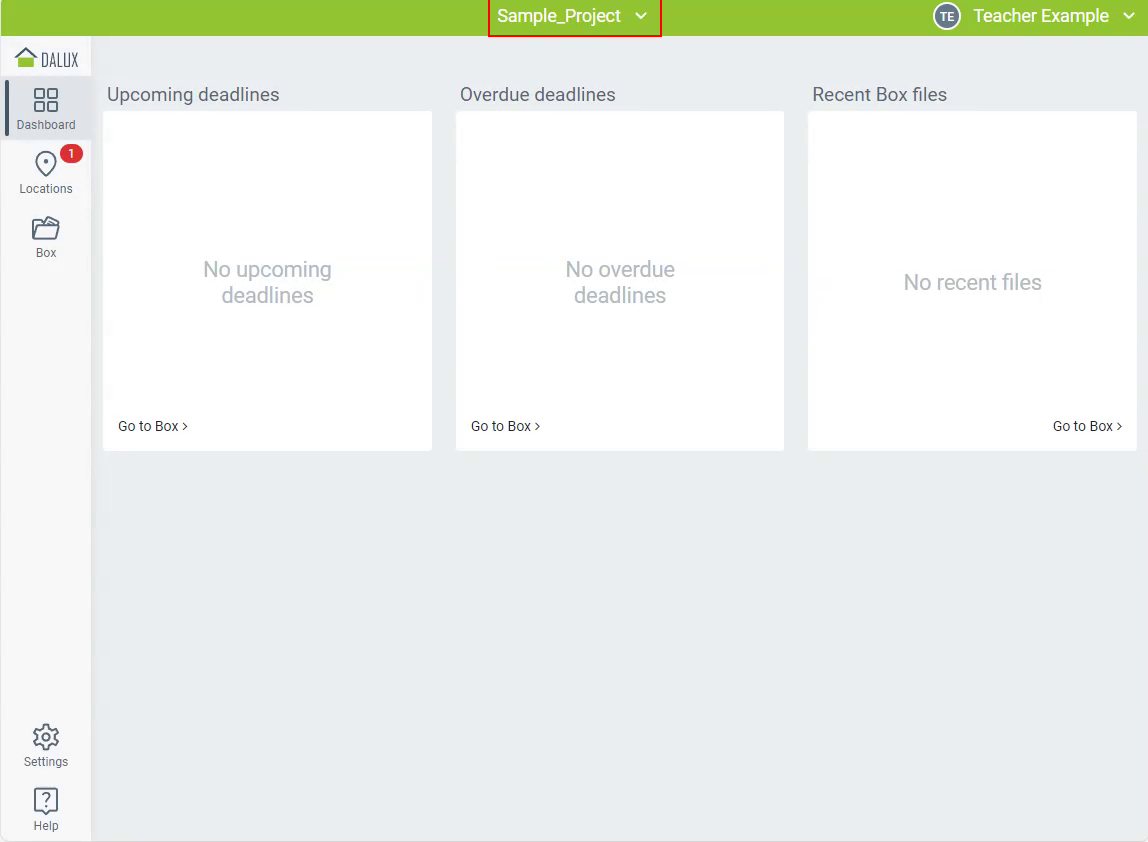 Sample_Project
TE Teacher Example
DALUX
Dashboard
1
Locations
Box
Upcoming deadlines
No upcoming
deadlines
Go to Box >
Overdue deadlines
No overdue
deadlines
Go to Box >
Recent Box files
No recent files
Go to Box >
Settings
?
Help